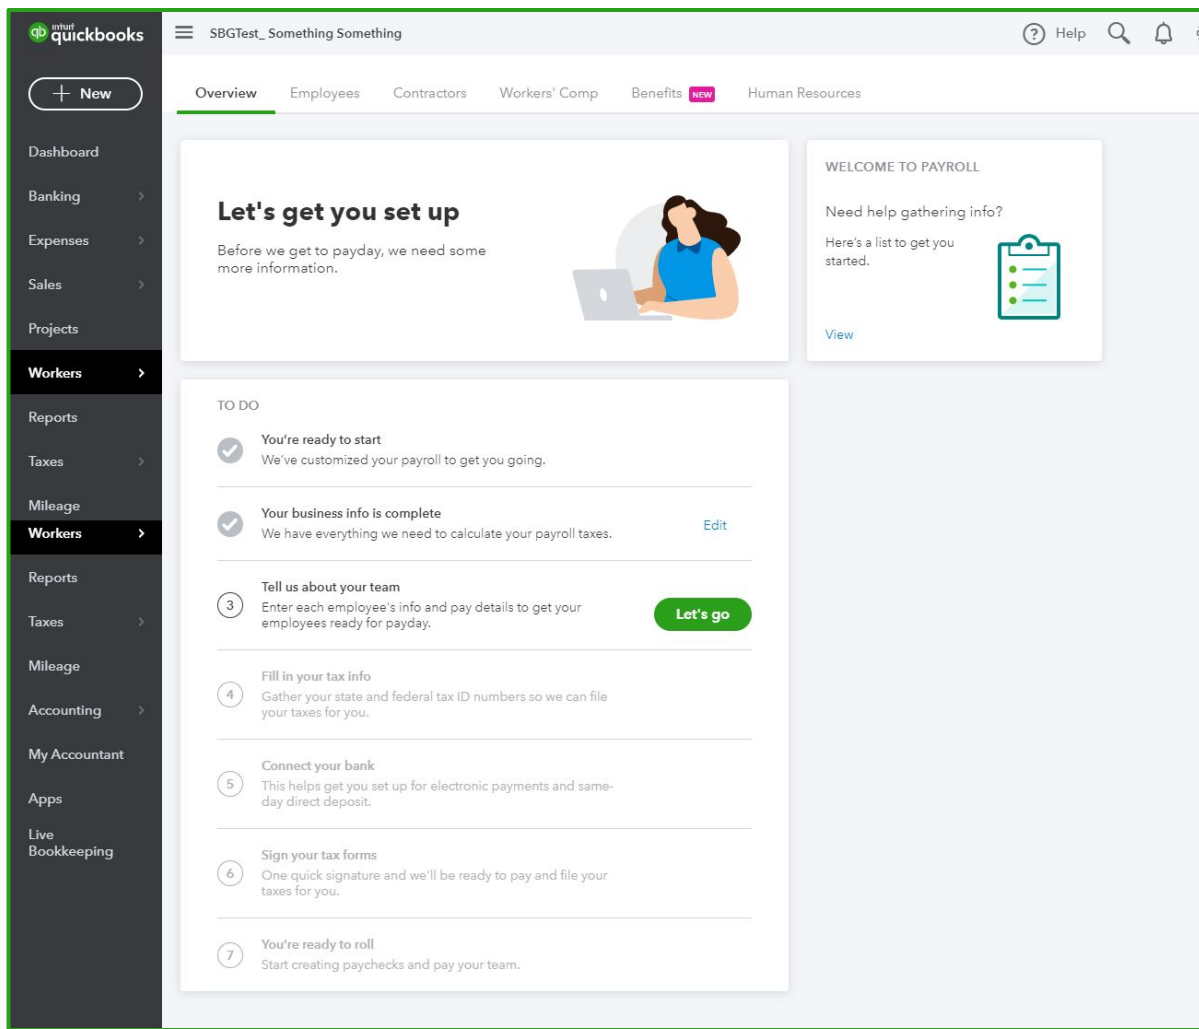 qb intuit quickbooks
SBGTest_ Something Something
? Help
+ New
Overview Employees Contractors Workers' Comp Benefits NEW Human Resources
Dashboard
Banking
Expenses
Sales
Projects
Workers
Reports
Taxes
Mileage
Workers
Reports
Taxes
Mileage
Accounting
My Accountant
Apps
Live
Bookkeeping
Let's get you set up
Before we get to payday, we need some
more information.
WELCOME TO PAYROLL
Need help gathering info?
Here's a list to get you
started.
View
TO DO
You're ready to start
We've customized your payroll to get you going.
Your business info is complete
We have everything we need to calculate your payroll taxes.
Edit
3
Tell us about your team
Enter each employee's info and pay details to get your
employees ready for payday.
Let's go
4
Fill in your tax info
Gather your state and federal tax ID numbers so we can file
your taxes for you.
5
Connect your bank
This helps get you set up for electronic payments and same-
day direct deposit.
6
Sign your tax forms
One quick signature and we'll be ready to pay and file your
taxes for you.
7
You're ready to roll
Start creating paychecks and pay your team.